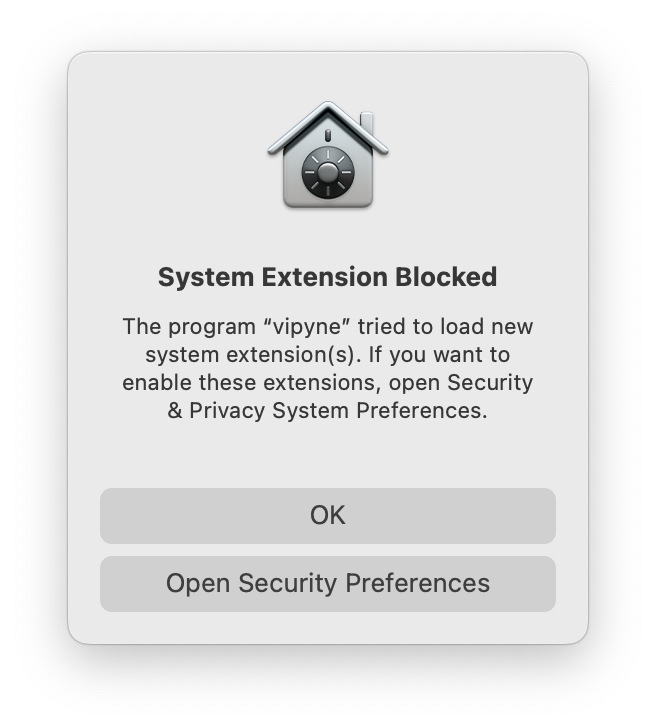 System Extension Blocked
The program “vipyne” tried to load new
system extension(s). If you want to
enable these extensions, open Security
& Privacy System Preferences.
OK
Open Security Preferences